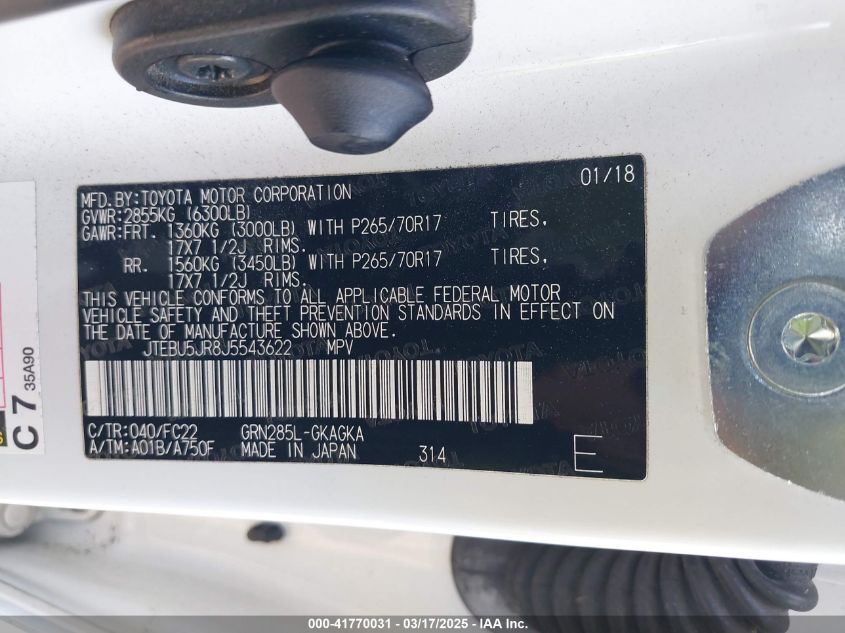 MFD.BY:TOYOTA MOTOR CORPORATION 01/18
GVWR:2855KG (6300LB)
GAWR:FRT. 1360KG (3000LB) WITH P265/70R17 TIRES.
17X7 1/2J RIMS.
RR. 1560KG (3450LB) WITH P265/70R17 TIRES.
17X7 1/2J RIMS.
THIS VEHICLE CONFORMS TO ALL APPLICABLE FEDERAL MOTOR
VEHICLE SAFETY AND THEFT PREVENTION STANDARDS IN EFFECT ON
THE DATE OF MANUFACTURE SHOWN ABOVE.
JTEBU5JR8J5543622 MPV
C/TR:040/FC22 GRN285L-GKAGKA
A/TM:A01B/A750F MADE IN JAPAN 314 E
C 7 35A90
000-41770031 - 03/17/2025 - IAA Inc.